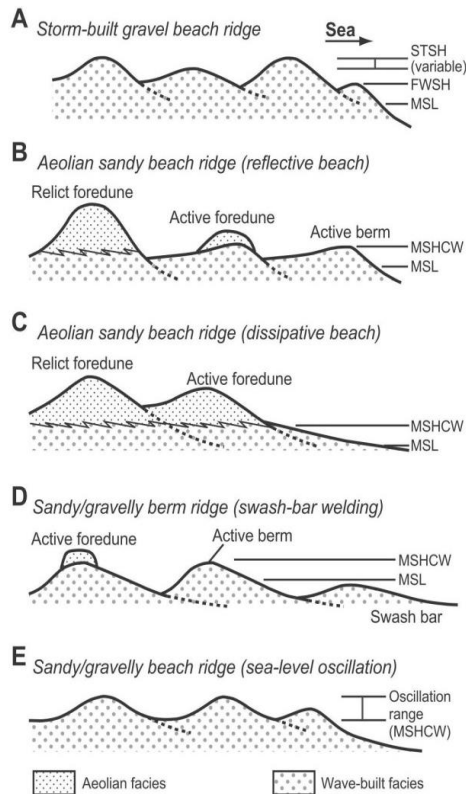 A
Storm-built gravel beach ridge
Sea
STSH
(variable)
FWSH
MSL
B
Aeolian sandy beach ridge (reflective beach)
Relict foredune
Active foredune
Active berm
MSHCW
MSL
C
Aeolian sandy beach ridge (dissipative beach)
Relict foredune
Active foredune
MSHCW
MSL
D
Sandy/gravelly berm ridge (swash-bar welding)
Active foredune
Active berm
MSHCW
MSL
Swash bar
E
Sandy/gravelly beach ridge (sea-level oscillation)
Oscillation
range
(MSHCW)
Aeolian facies
Wave-built facies